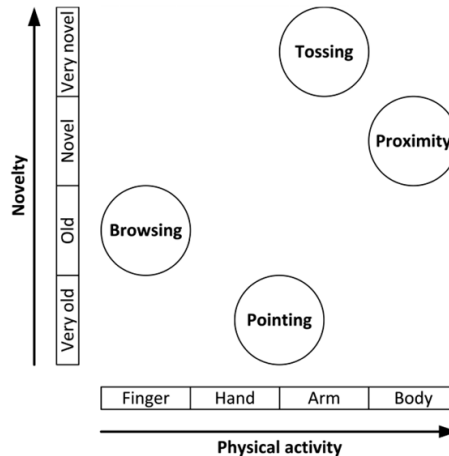 Novelty
Very novel
Novel
Old
Very old
Tossing
Proximity
Browsing
Pointing
Finger
Hand
Arm
Body
Physical activity